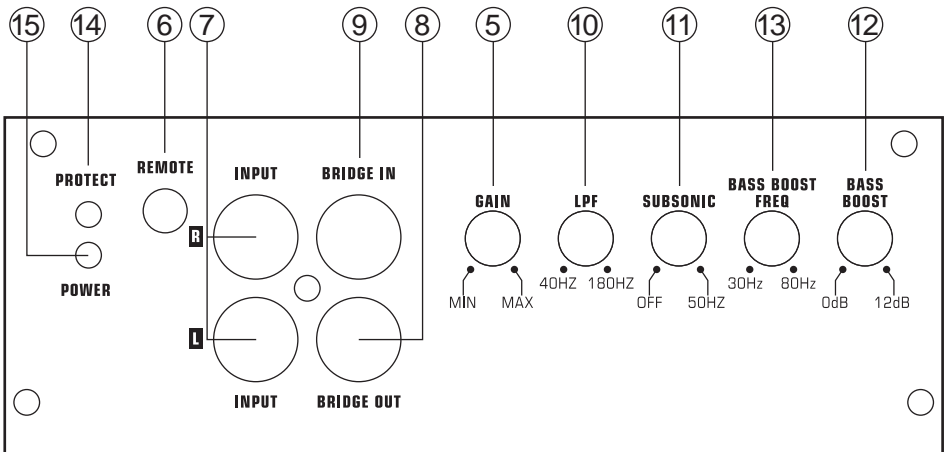 15 14 6 7 9 8 5 10 11 13 12
PROTECT
REMOTE
INPUT
BRIDGE IN
GAIN
LPF
SUBSONIC
BASS BOOST
FREQ
BASS
BOOST
R
POWER
MIN MAX
40HZ 180HZ
OFF 50HZ
30Hz 80Hz
0dB 12dB
L
INPUT
BRIDGE OUT